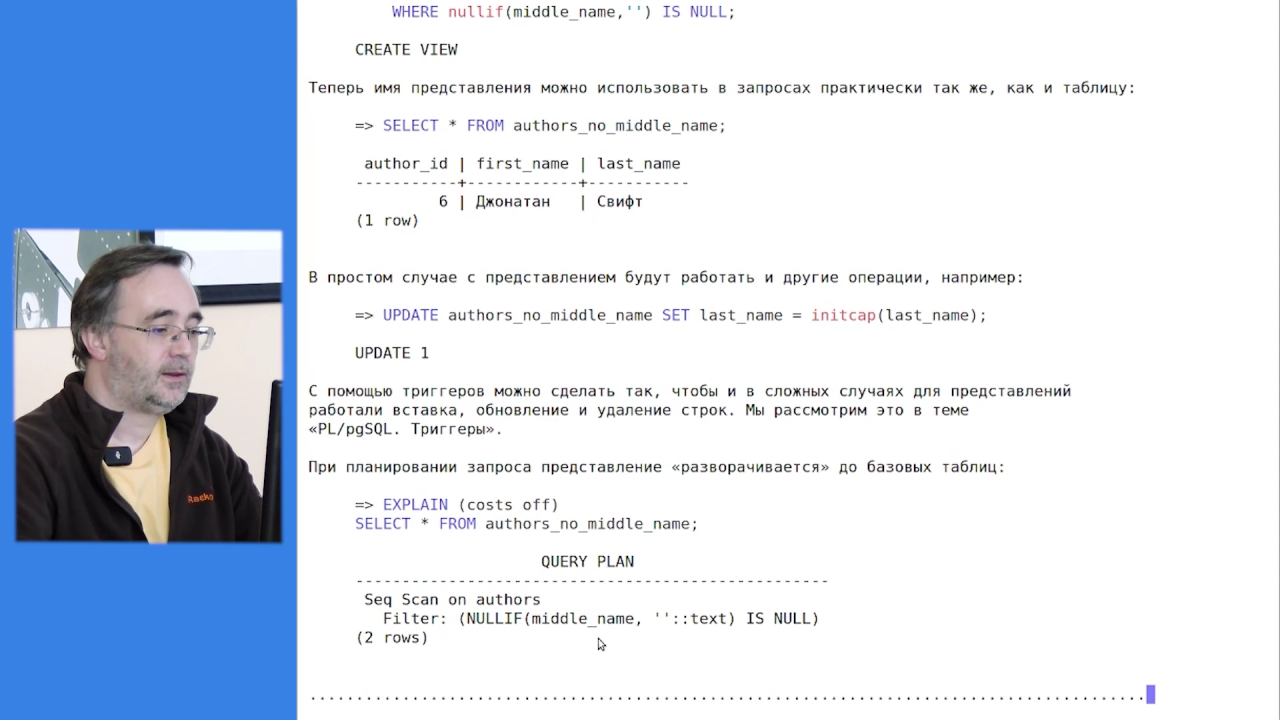 WHERE nullif(middle_name,'') IS NULL;
CREATE VIEW
Теперь имя представления можно использовать в запросах практически так же, как и таблицу:
=> SELECT * FROM authors_no_middle_name;
author_id | first_name | last_name
-----------+------------+-----------
6 | Джонатан | Свифт
(1 row)
В простом случае с представлением будут работать и другие операции, например:
=> UPDATE authors_no_middle_name SET last_name = initcap(last_name);
UPDATE 1
С помощью триггеров можно сделать так, чтобы и в сложных случаях для представлений
работали вставка, обновление и удаление строк. Мы рассмотрим это в теме
«PL/pgSQL. Триггеры».
При планировании запроса представление «разворачивается» до базовых таблиц:
=> EXPLAIN (costs off)
SELECT * FROM authors_no_middle_name;
QUERY PLAN
---------------------------------------------------
Seq Scan on authors
Filter: (NULLIF(middle_name, ''::text) IS NULL)
(2 rows)
..........................................................................................